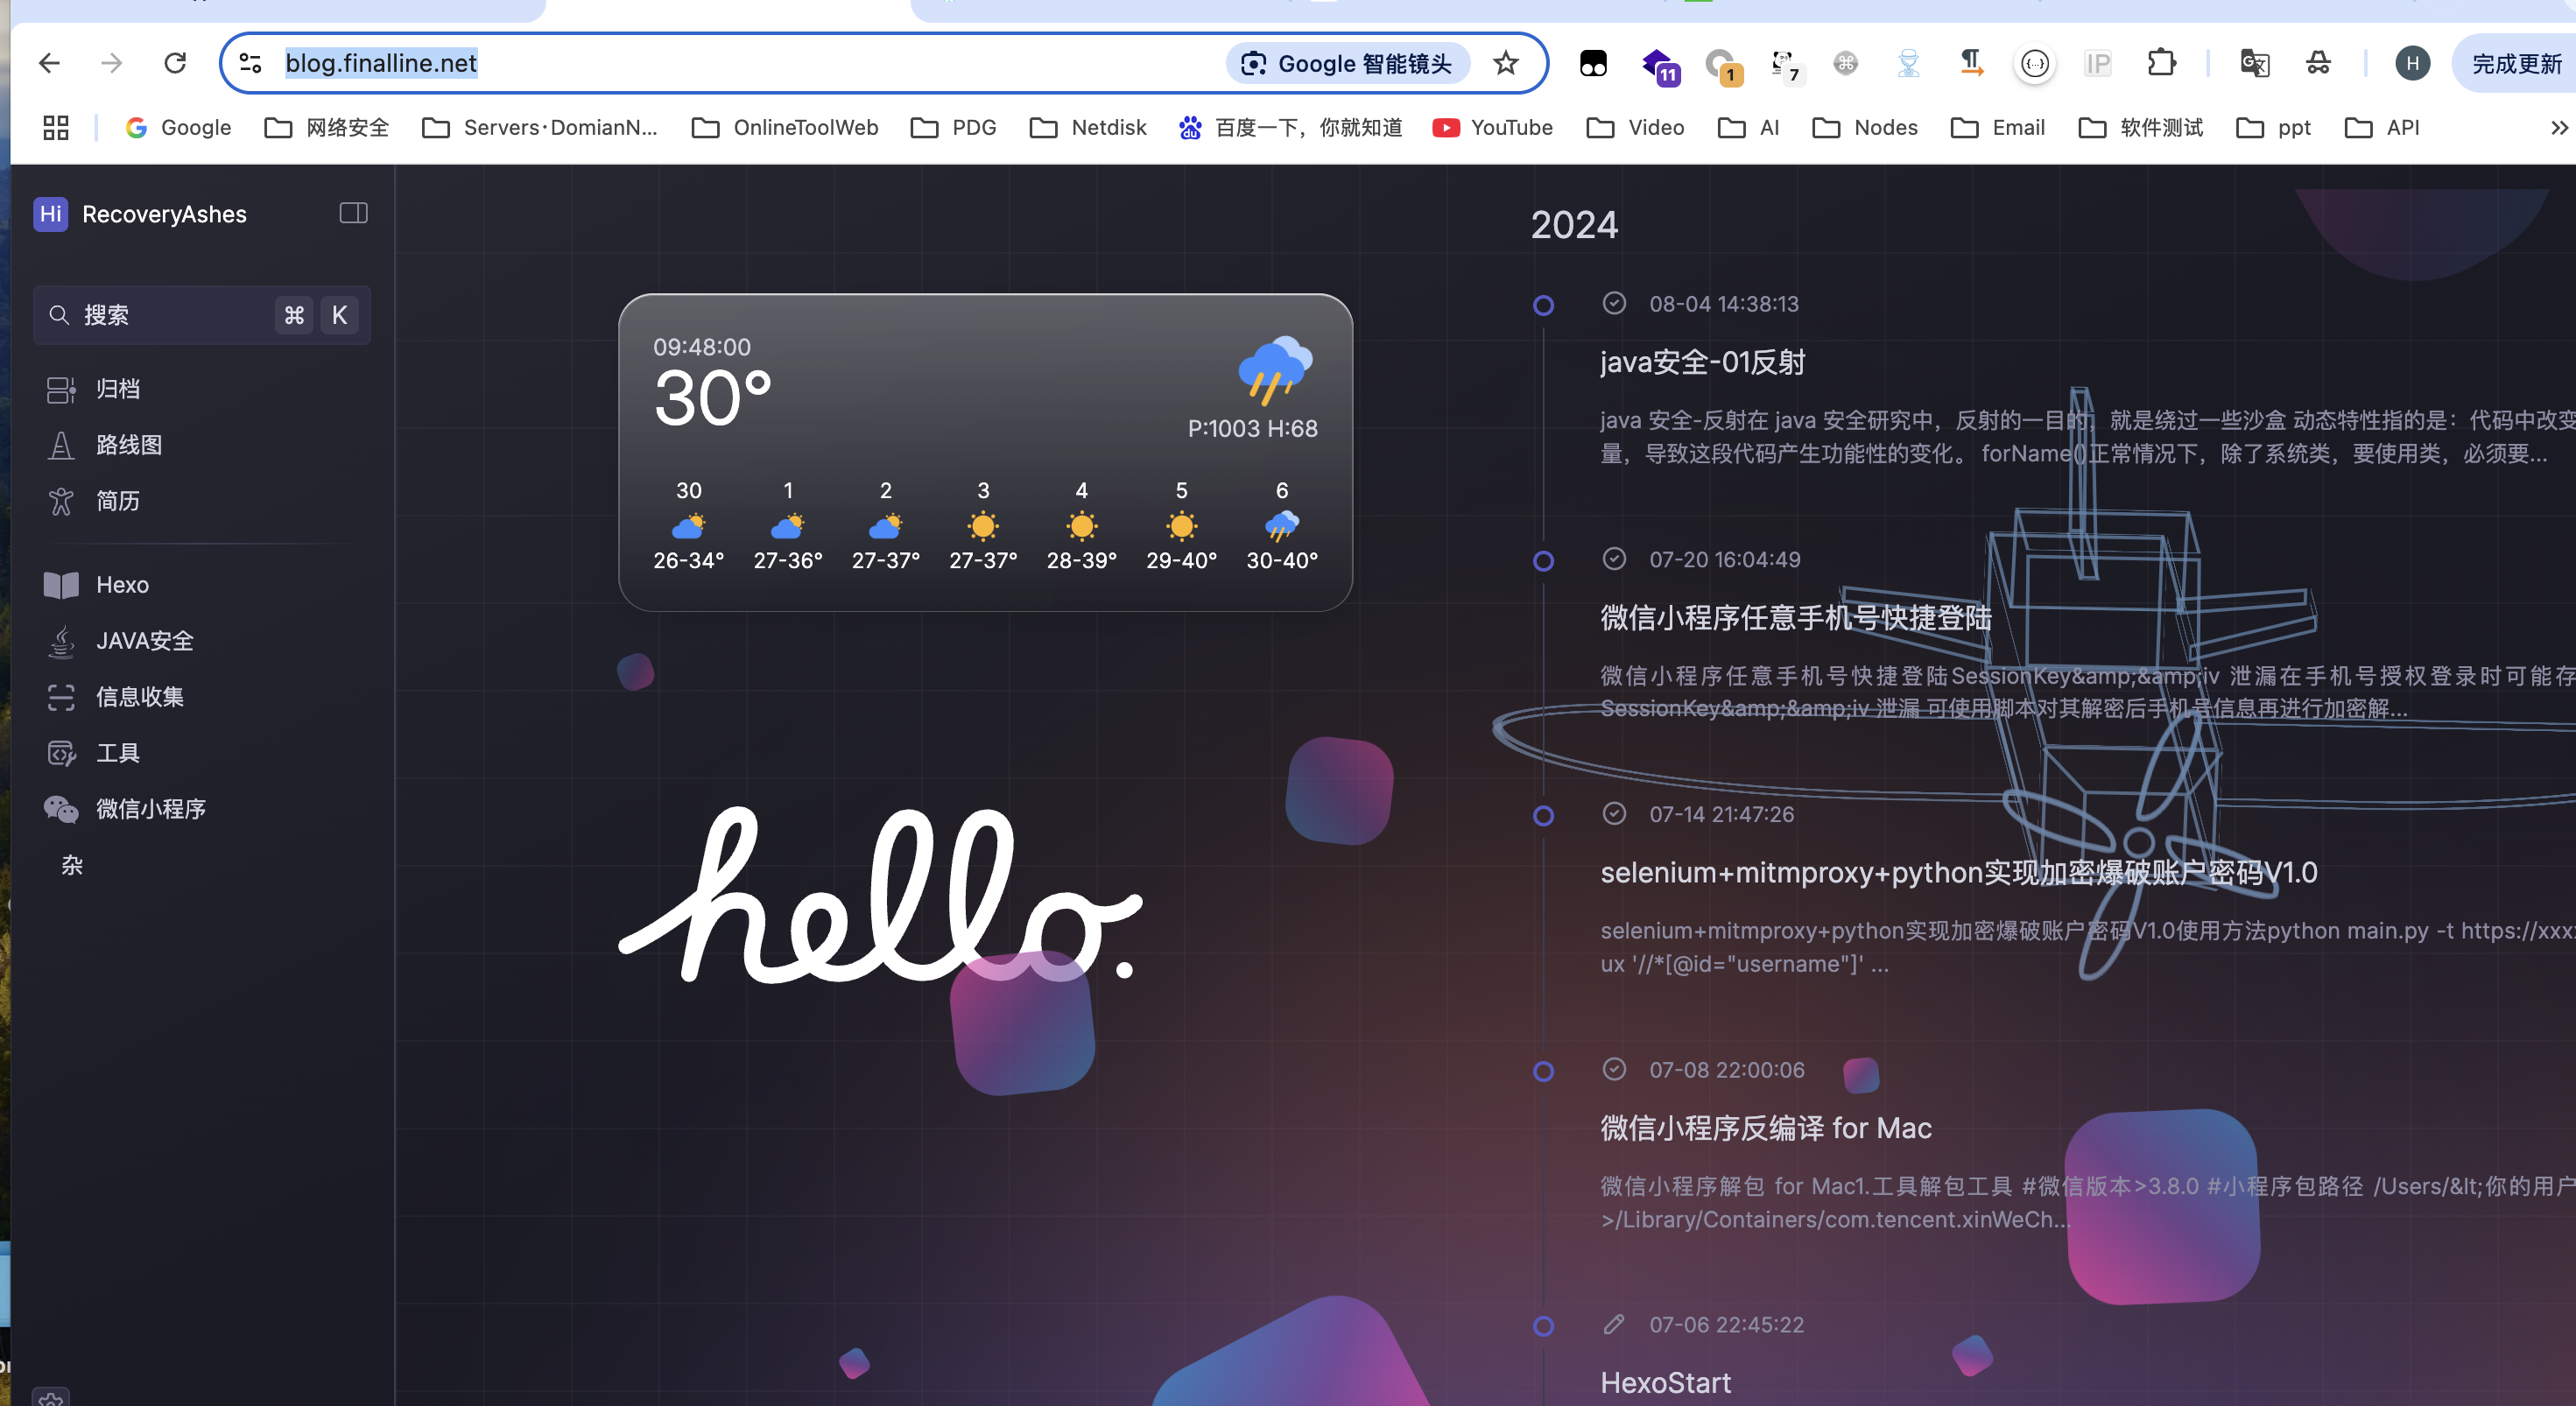 blog.finalline.net
Google 智能镜头
11
1
7
IP
H
完成更新
Google
网络安全
Servers·DomianN...
OnlineToolWeb
PDG
Netdisk
百度一下，你就知道
YouTube
Video
AI
Nodes
Email
软件测试
ppt
API
Hi RecoveryAshes
搜索 ⌘ K
归档
路线图
简历
Hexo
JAVA安全
信息收集
工具
微信小程序
杂
09:48:00
30°
P:1003 H:68
30 1 2 3 4 5 6
26-34° 27-36° 27-37° 27-37° 28-39° 29-40° 30-40°
hello.
2024
08-04 14:38:13
java安全-01反射
java 安全-反射在 java 安全研究中，反射的一目的，就是绕过一些沙盒 动态特性指的是：代码中改变
量，导致这段代码产生功能性的变化。 forName()正常情况下，除了系统类，要使用类，必须要...
07-20 16:04:49
微信小程序任意手机号快捷登陆
微信小程序任意手机号快捷登陆SessionKey&amp;&amp;iv 泄漏在手机号授权登录时可能存
SessionKey&amp;&amp;iv 泄漏 可使用脚本对其解密后手机号信息再进行加密解...
07-14 21:47:26
selenium+mitmproxy+python实现加密爆破账户密码V1.0
selenium+mitmproxy+python实现加密爆破账户密码V1.0使用方法python main.py -t https://xxx
ux '//*[@id="username"]' ...
07-08 22:00:06
微信小程序反编译 for Mac
微信小程序解包 for Mac1.工具解包工具 #微信版本>3.8.0 #小程序包路径 /Users/&lt;你的用户
>/Library/Containers/com.tencent.xinWeCh...
07-06 22:45:22
HexoStart